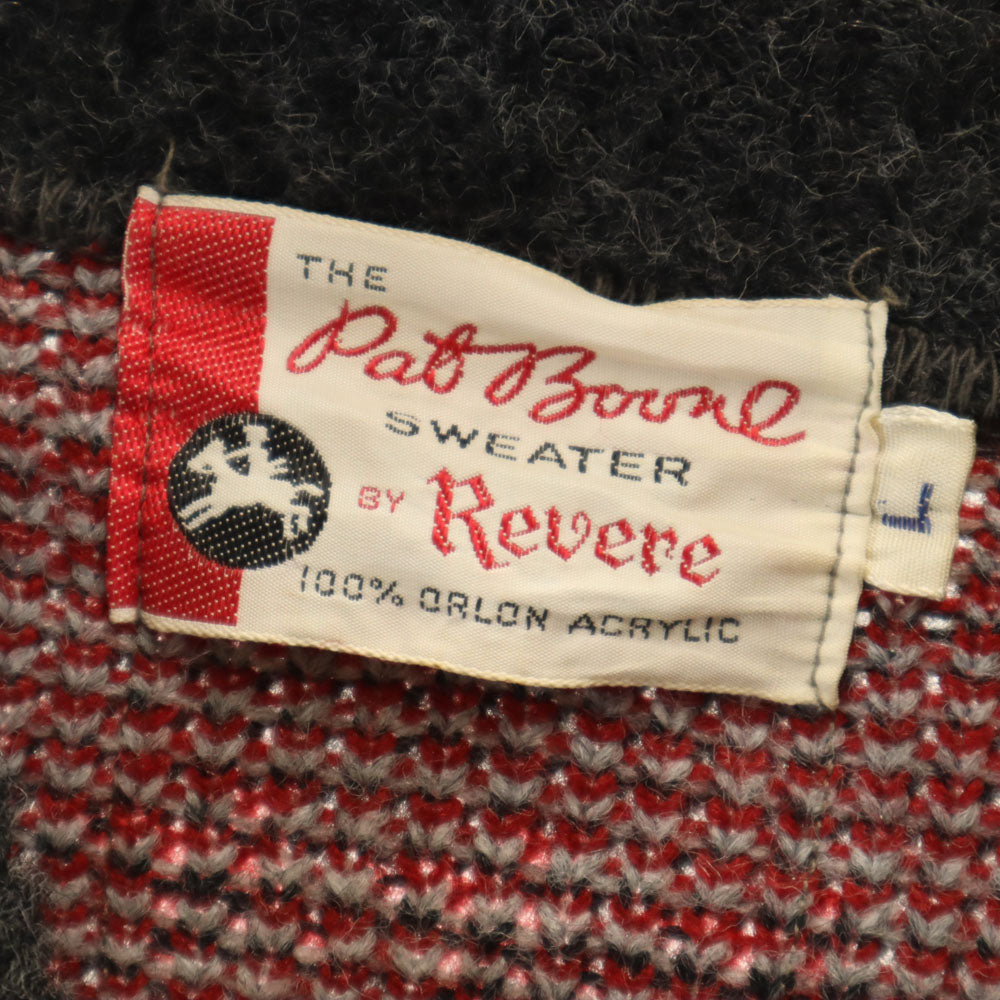 THE
Pat Boone
SWEATER
BY Revere
100% ORLON ACRYLIC
L